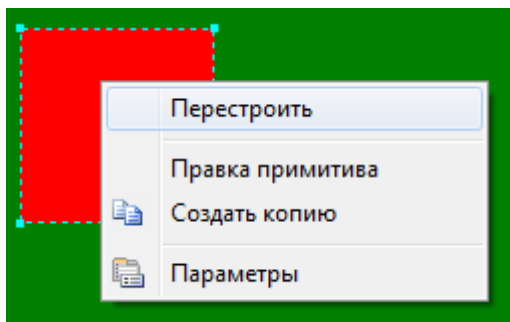 Перестроить
Правка примитива
Создать копию
Параметры